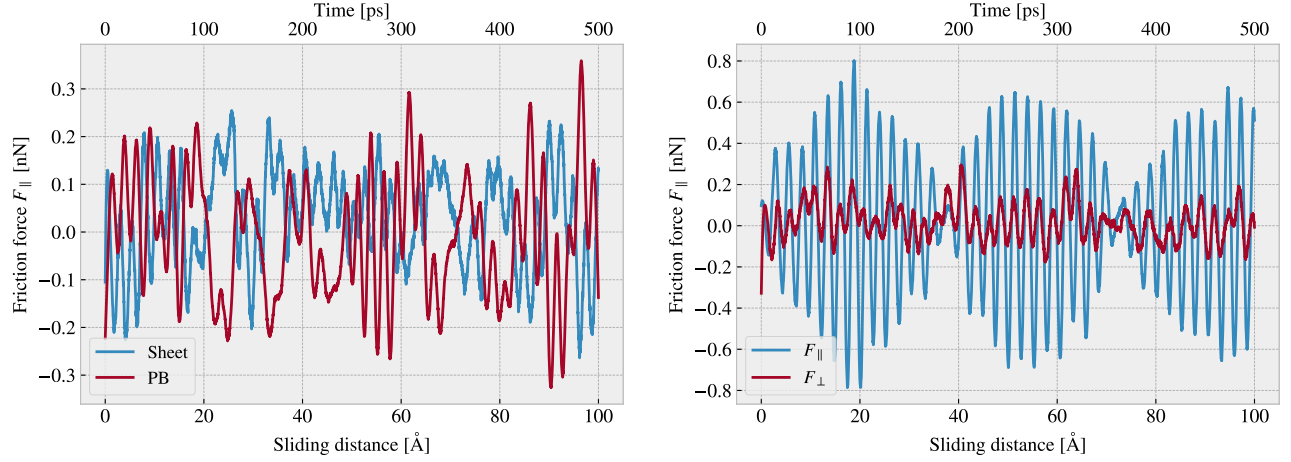 Time [ps]
0 100 200 300 400 500
Friction force F∥ [nN]
0.3
0.2
0.1
0.0
−0.1
−0.2
−0.3
Sheet
PB
0 20 40 60 80 100
Sliding distance [Å]
Time [ps]
0 100 200 300 400 500
Friction force F∥ [nN]
0.8
0.6
0.4
0.2
0.0
−0.2
−0.4
−0.6
−0.8
F∥
F⊥
0 20 40 60 80 100
Sliding distance [Å]